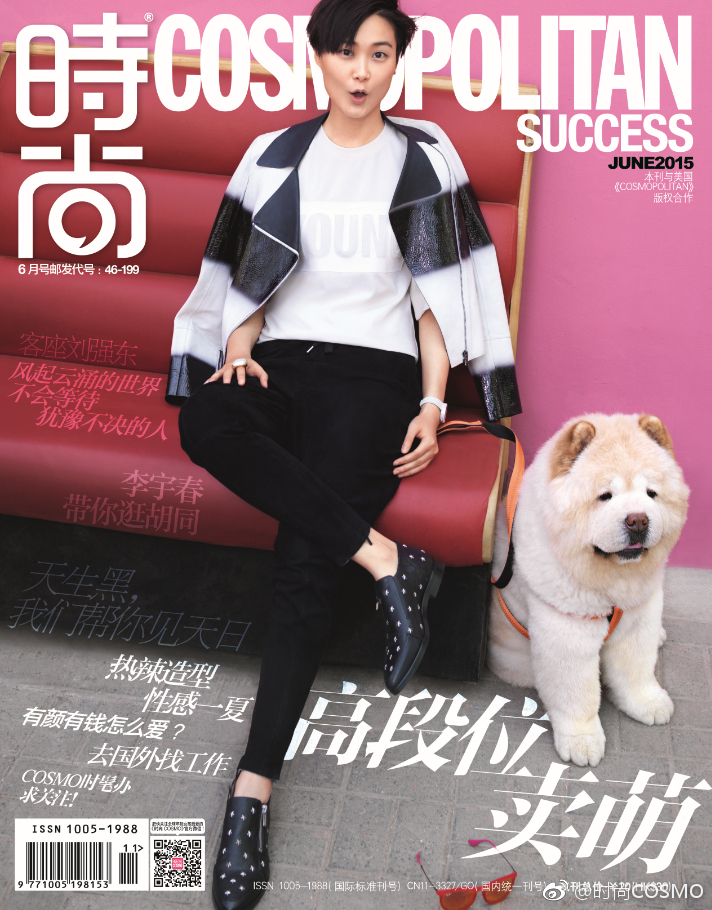 時尚
®
COSMOPOLITAN
SUCCESS
JUNE2015
本刊与美国
《COSMOPOLITAN》
版权合作
6月号邮发代号：46-199
YOUN
客座刘强东
风起云涌的世界
不会等待
犹豫不决的人
李宇春
带你逛胡同
天生黑，
我们帮你见天日
热辣造型
性感一夏
有颜有钱怎么爱？
去国外找工作
COSMO时髦办
求关注！
高段位
卖萌
ISSN 1005-1988
11>
9 771005 198153
ISSN 1005-1988(国际标准刊号) CN11-3327/GO(国内统一刊号)
@时尚COSMO